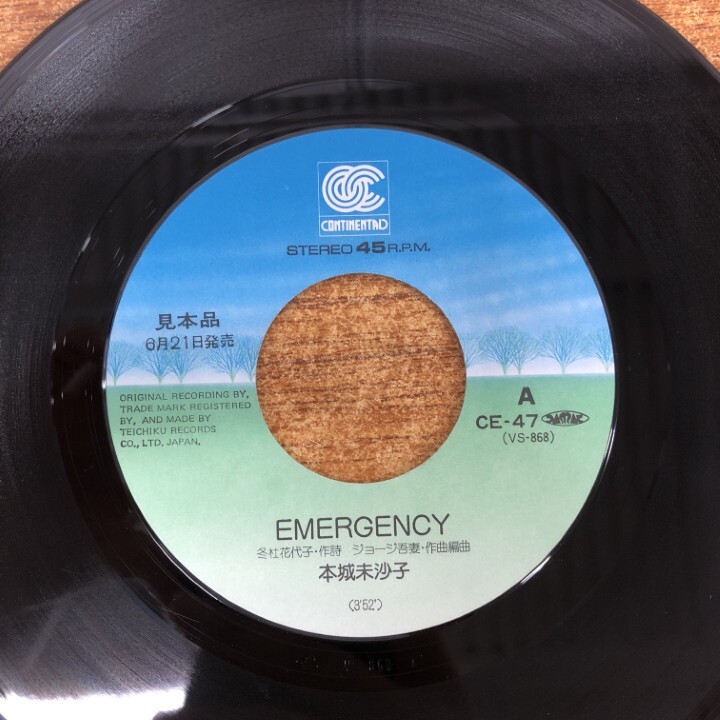 CONTINENTAL
STEREO 45 R.P.M.
見本品
6月21日発売
ORIGINAL RECORDING BY,
TRADE MARK REGISTERED
BY, AND MADE BY
TEICHIKU RECORDS
CO., LTD. JAPAN.
A
CE-47
(VS-868)
EMERGENCY
冬杜花代子・作詩 ジョージ吾妻・作曲編曲
本城未沙子
(3'52")